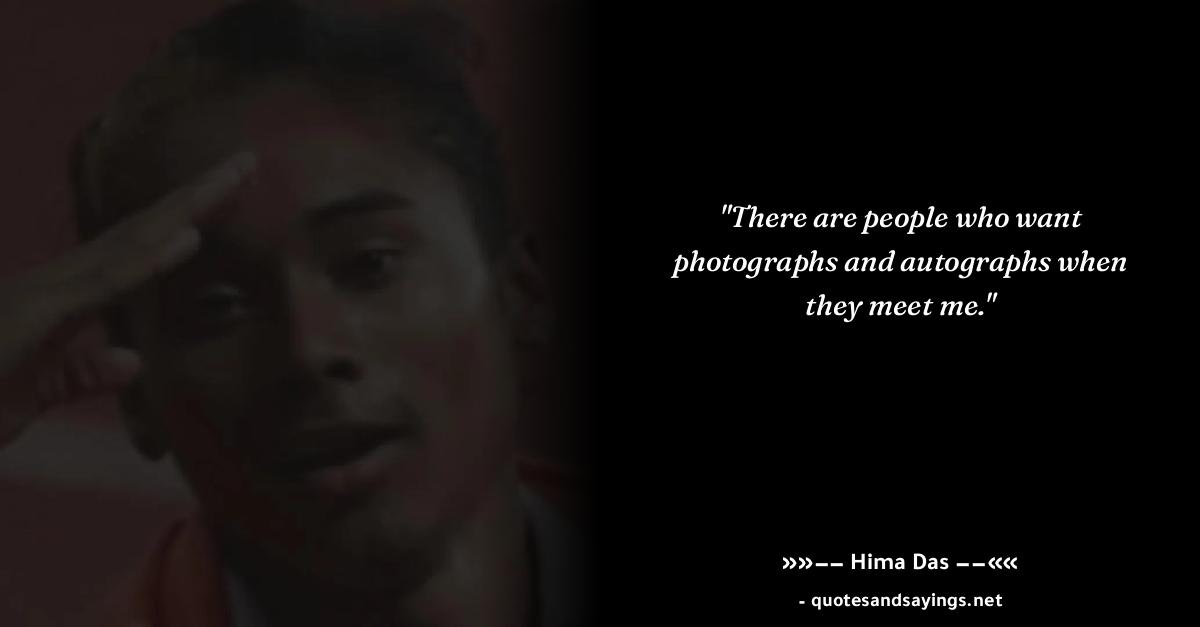 "There are people who want
photographs and autographs when
they meet me."
»»−− Hima Das −−««
- quotesandsayings.net